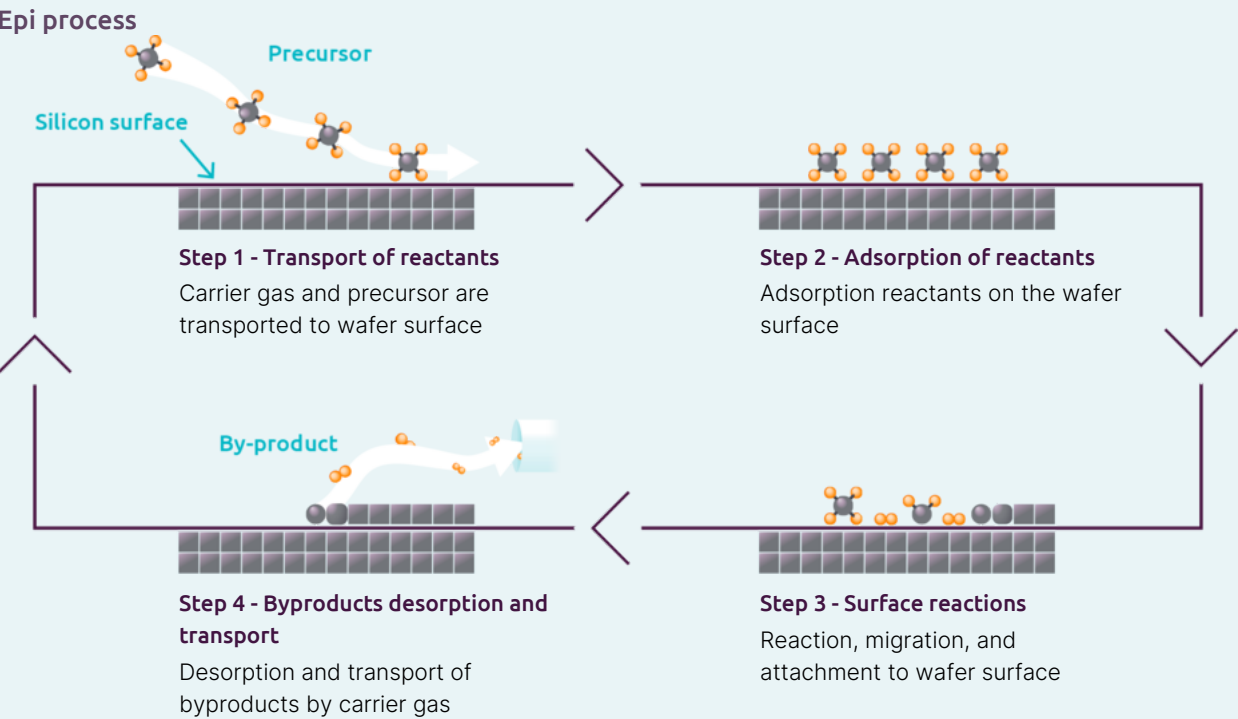 Epi process
Precursor
Silicon surface
Step 1 - Transport of reactants
Carrier gas and precursor are
transported to wafer surface
Step 2 - Adsorption of reactants
Adsorption reactants on the wafer
surface
By-product
Step 4 - Byproducts desorption and
transport
Desorption and transport of
byproducts by carrier gas
Step 3 - Surface reactions
Reaction, migration, and
attachment to wafer surface